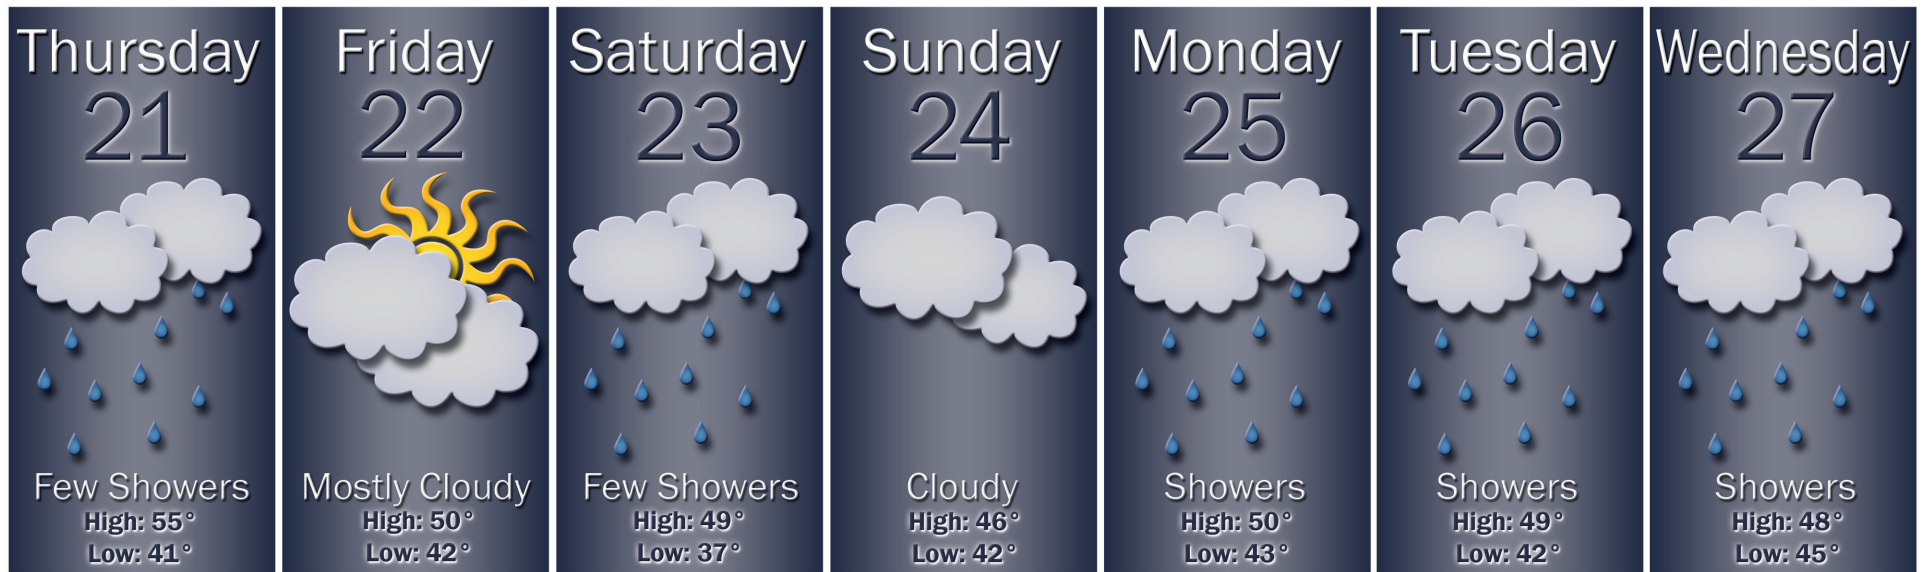 Thursday
21
Few Showers
High: 55°
Low: 41°
Friday
22
Mostly Cloudy
High: 50°
Low: 42°
Saturday
23
Few Showers
High: 49°
Low: 37°
Sunday
24
Cloudy
High: 46°
Low: 42°
Monday
25
Showers
High: 50°
Low: 43°
Tuesday
26
Showers
High: 49°
Low: 42°
Wednesday
27
Showers
High: 48°
Low: 45°